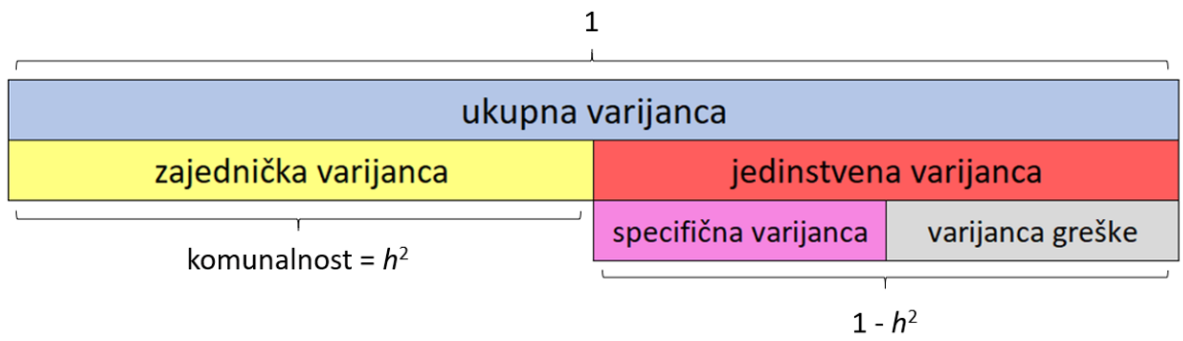 1
ukupna varijanca
zajednička varijanca
jedinstvena varijanca
specifična varijanca
varijanca greške
komunalnost = h²
1 - h²